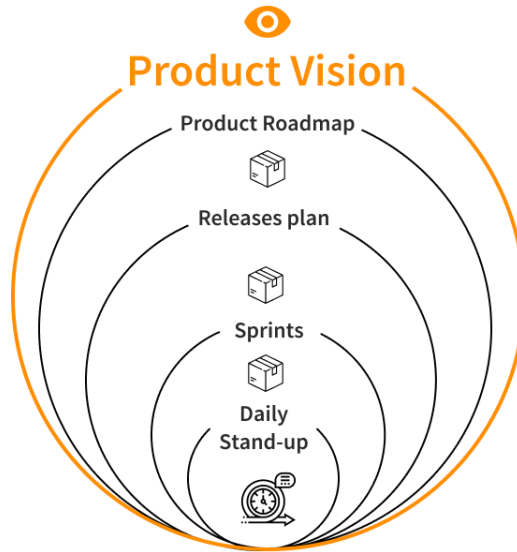 Product Vision
Product Roadmap
Releases plan
Sprints
Daily
Stand-up